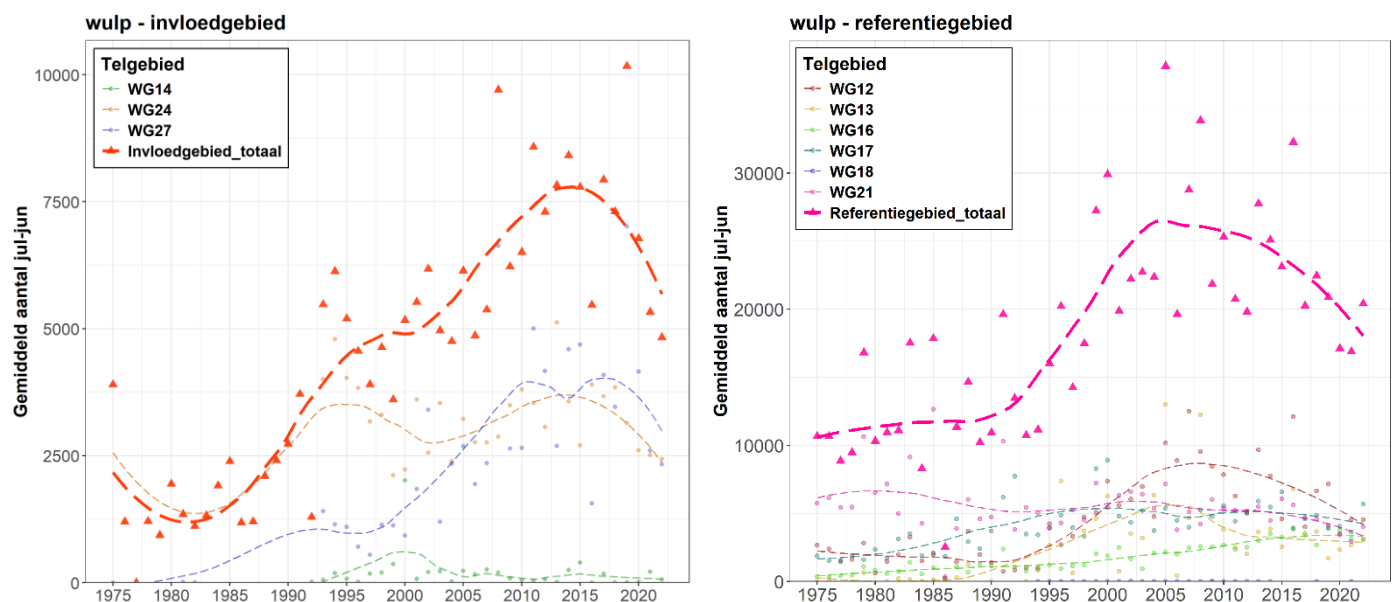 wulp - invloedgebied
Telgebied
WG14
WG24
WG27
Invloedgebied_totaal
Gemiddeld aantal jul-jun
10000
7500
5000
2500
0
1975 1980 1985 1990 1995 2000 2005 2010 2015 2020
wulp - referentiegebied
Telgebied
WG12
WG13
WG16
WG17
WG18
WG21
Referentiegebied_totaal
Gemiddeld aantal jul-jun
30000
20000
10000
0
1975 1980 1985 1990 1995 2000 2005 2010 2015 2020